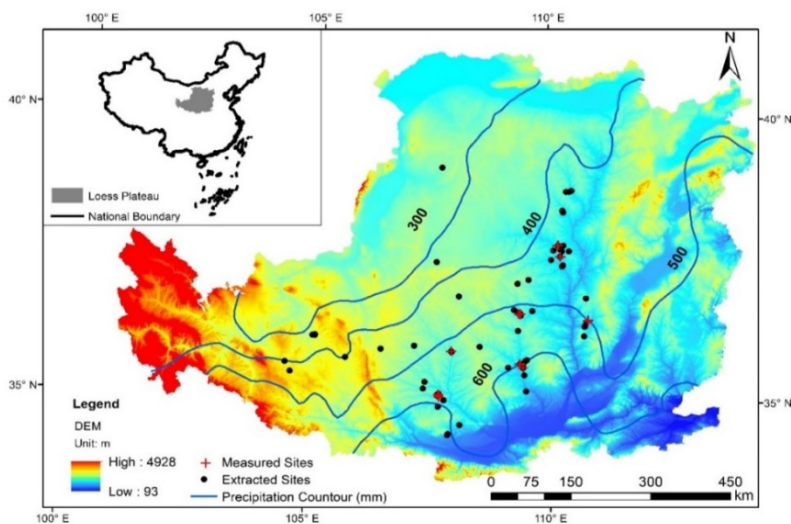 100° E
105° E
110° E
N
40° N
40° N
Loess Plateau
National Boundary
300
400
500
600
35° N
35° N
Legend
DEM
Unit: m
High : 4928
Low : 93
Measured Sites
Extracted Sites
Precipitation Countour (mm)
0 75 150 300 450
km
100° E
105° E
110° E